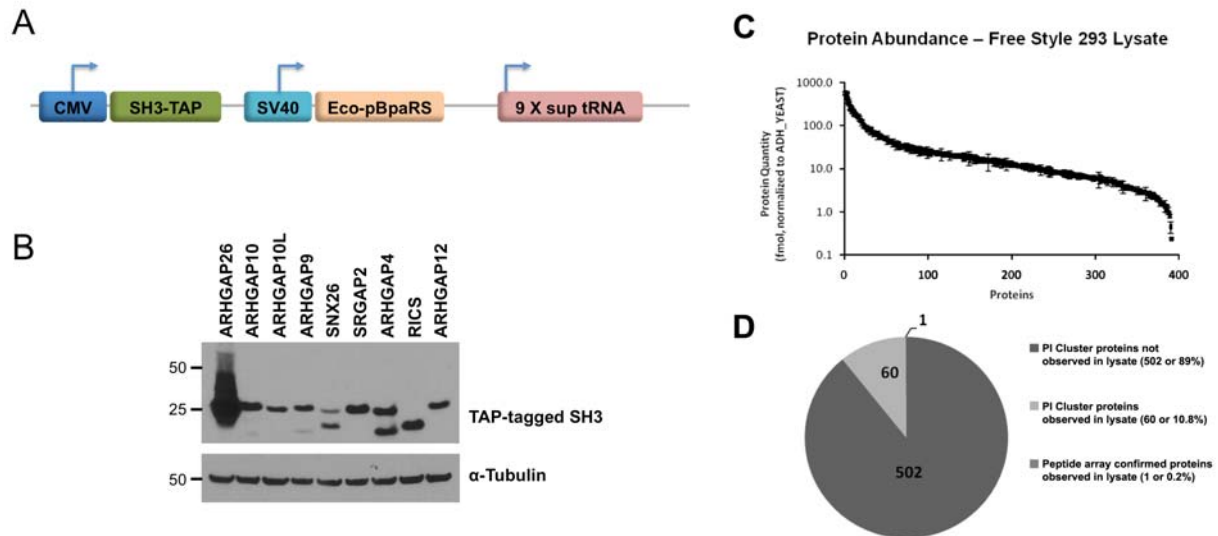 A
CMV
SH3-TAP
SV40
Eco-pBpaRS
9 X sup tRNA
B
ARHGAP26
ARHGAP10
ARHGAP10L
ARHGAP9
SNX26
SRGAP2
ARHGAP4
RICS
ARHGAP12
50
25
TAP-tagged SH3
50
α-Tubulin
C
Protein Abundance – Free Style 293 Lysate
Protein Quantity
(fmol, normalized to ADH_YEAST)
1000.0
100.0
10.0
1.0
0.1
0
100
200
300
400
Proteins
D
1
60
502
PI Cluster proteins not
observed in lysate (502 or 89%)
PI Cluster proteins
observed in lysate (60 or 10.8%)
Peptide array confirmed proteins
observed in lysate (1 or 0.2%)